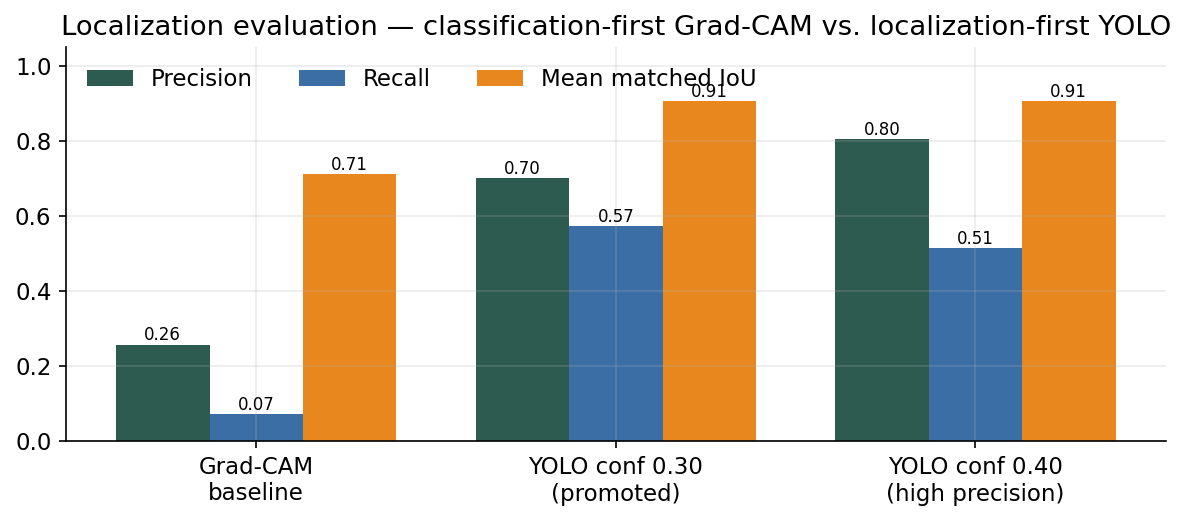 Localization evaluation — classification-first Grad-CAM vs. localization-first YOLO
Precision Recall Mean matched IoU
1.0
0.8
0.6
0.4
0.2
0.0
0.26
0.07
0.71
0.70
0.57
0.91
0.80
0.51
0.91
Grad-CAM
baseline
YOLO conf 0.30
(promoted)
YOLO conf 0.40
(high precision)